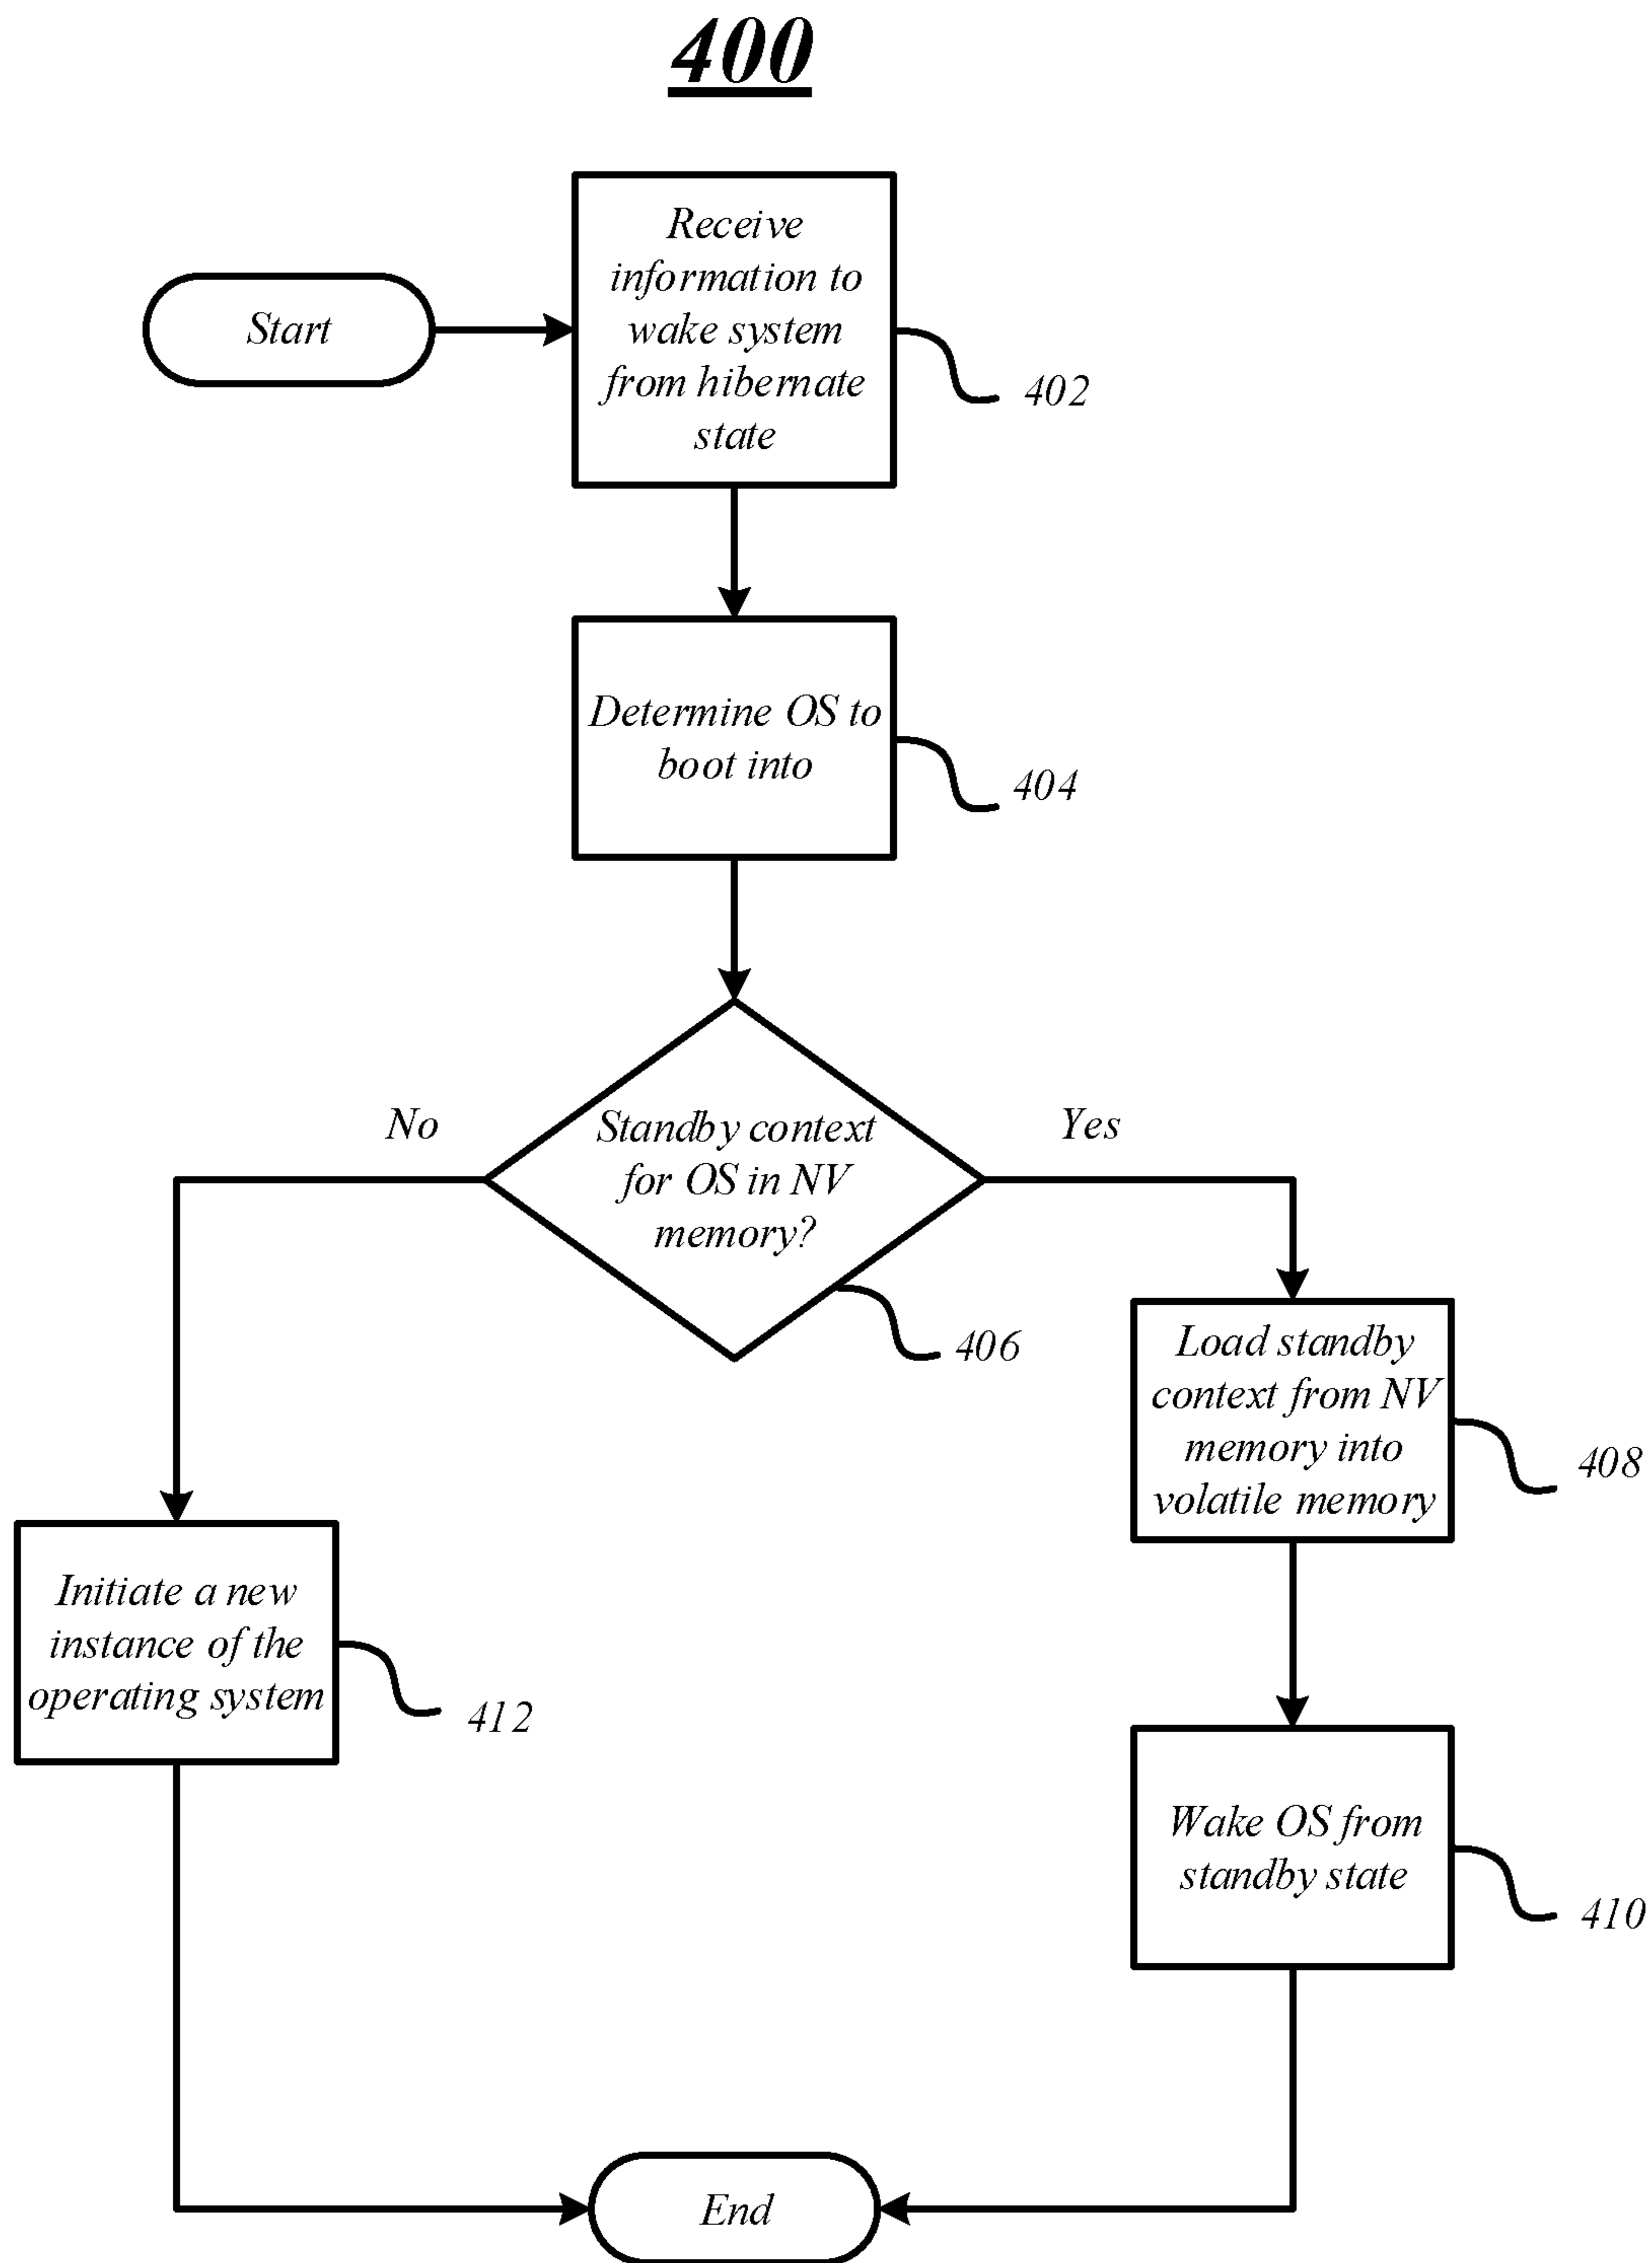 400
Receive
information to
wake system
from hibernate
state
Start
402
Determine OS to
boot into
404
No
Yes
Standby context
for OS in NV
memory?
406
Load standby
context from NV
memory into
volatile memory
408
Initiate a new
instance of the
operating system
412
Wake OS from
standby state
410
End